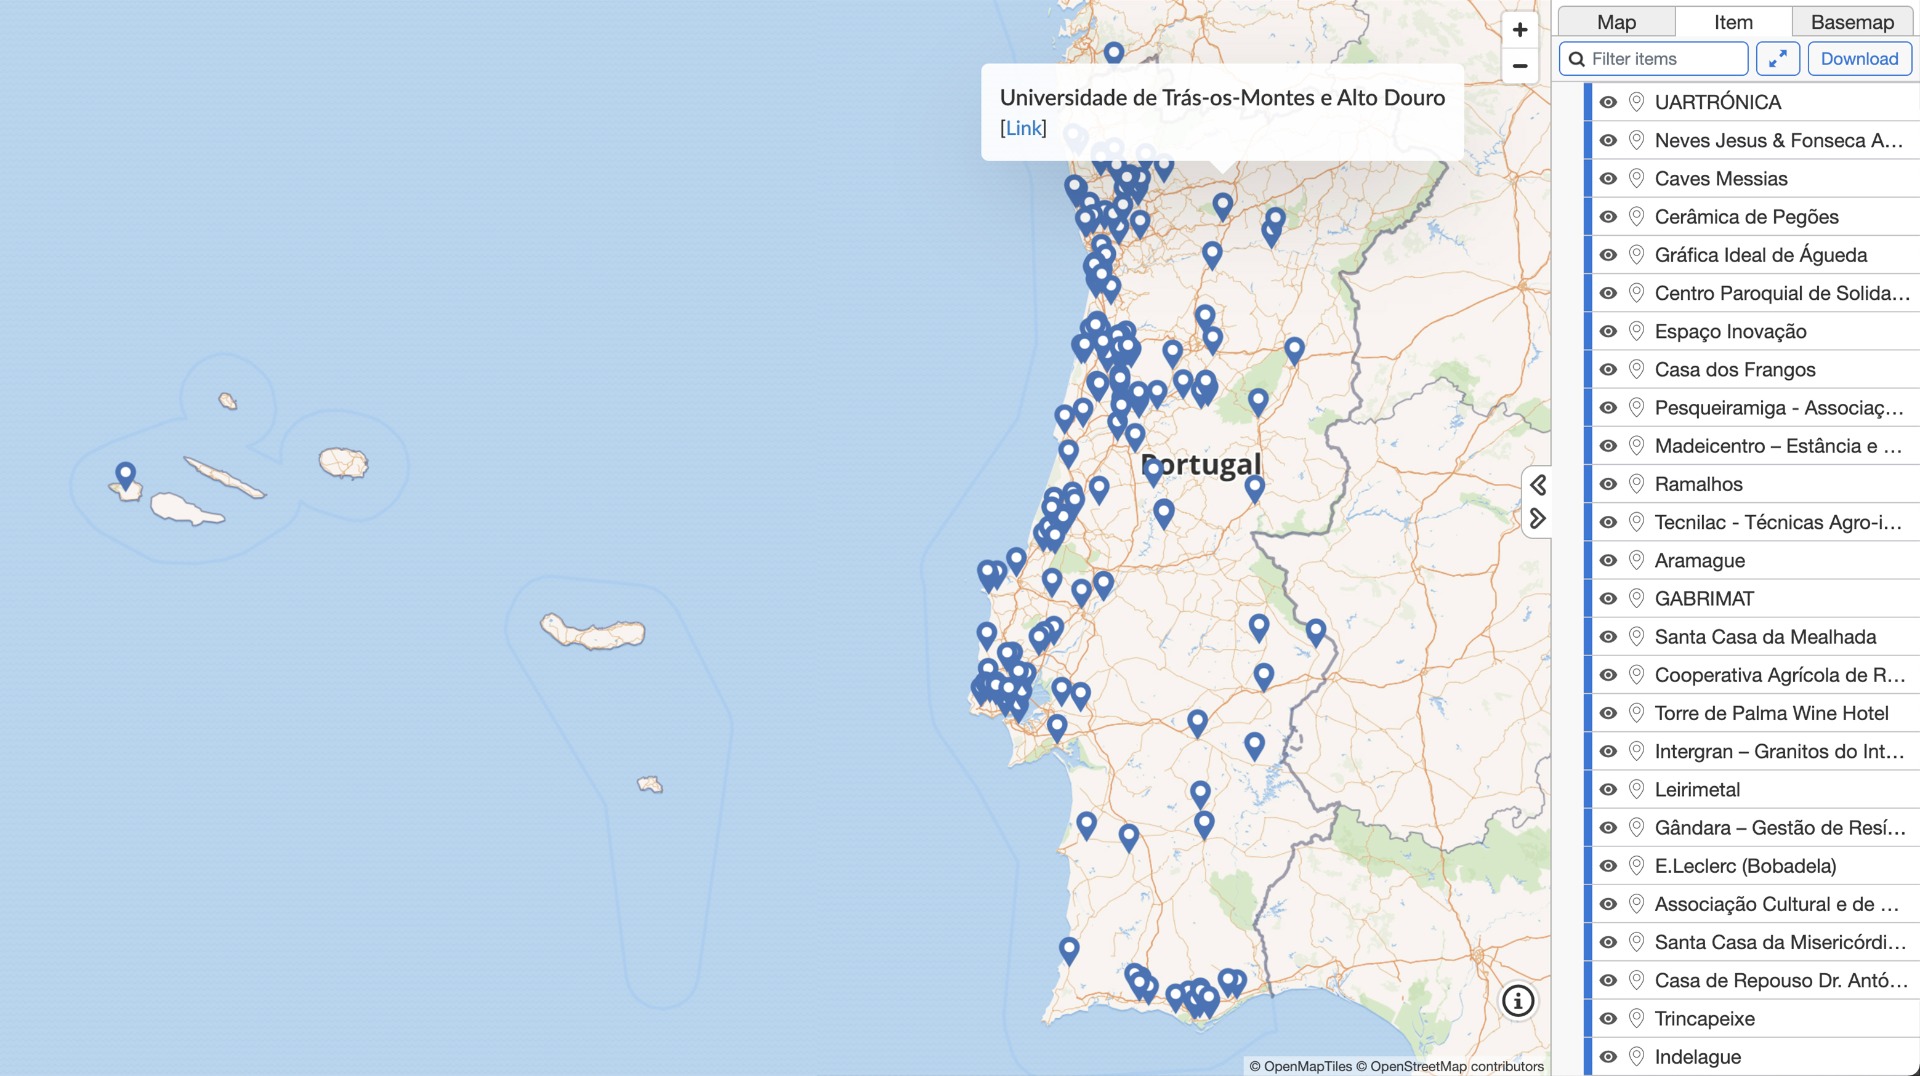 Universidade de Trás-os-Montes e Alto Douro
[Link]
Portugal
© OpenMapTiles © OpenStreetMap contributors
Map
Item
Basemap
Filter items
Download
UARTRÓNICA
Neves Jesus & Fonseca A...
Caves Messias
Cerâmica de Pegões
Gráfica Ideal de Águeda
Centro Paroquial de Solida...
Espaço Inovação
Casa dos Frangos
Pesqueiramiga - Associaç...
Madeicentro – Estância e ...
Ramalhos
Tecnilac - Técnicas Agro-i...
Aramague
GABRIMAT
Santa Casa da Mealhada
Cooperativa Agrícola de R...
Torre de Palma Wine Hotel
Intergran – Granitos do Int...
Leirimetal
Gândara – Gestão de Resí...
E.Leclerc (Bobadela)
Associação Cultural e de ...
Santa Casa da Misericórdi...
Casa de Repouso Dr. Antó...
Trincapeixe
Indelague